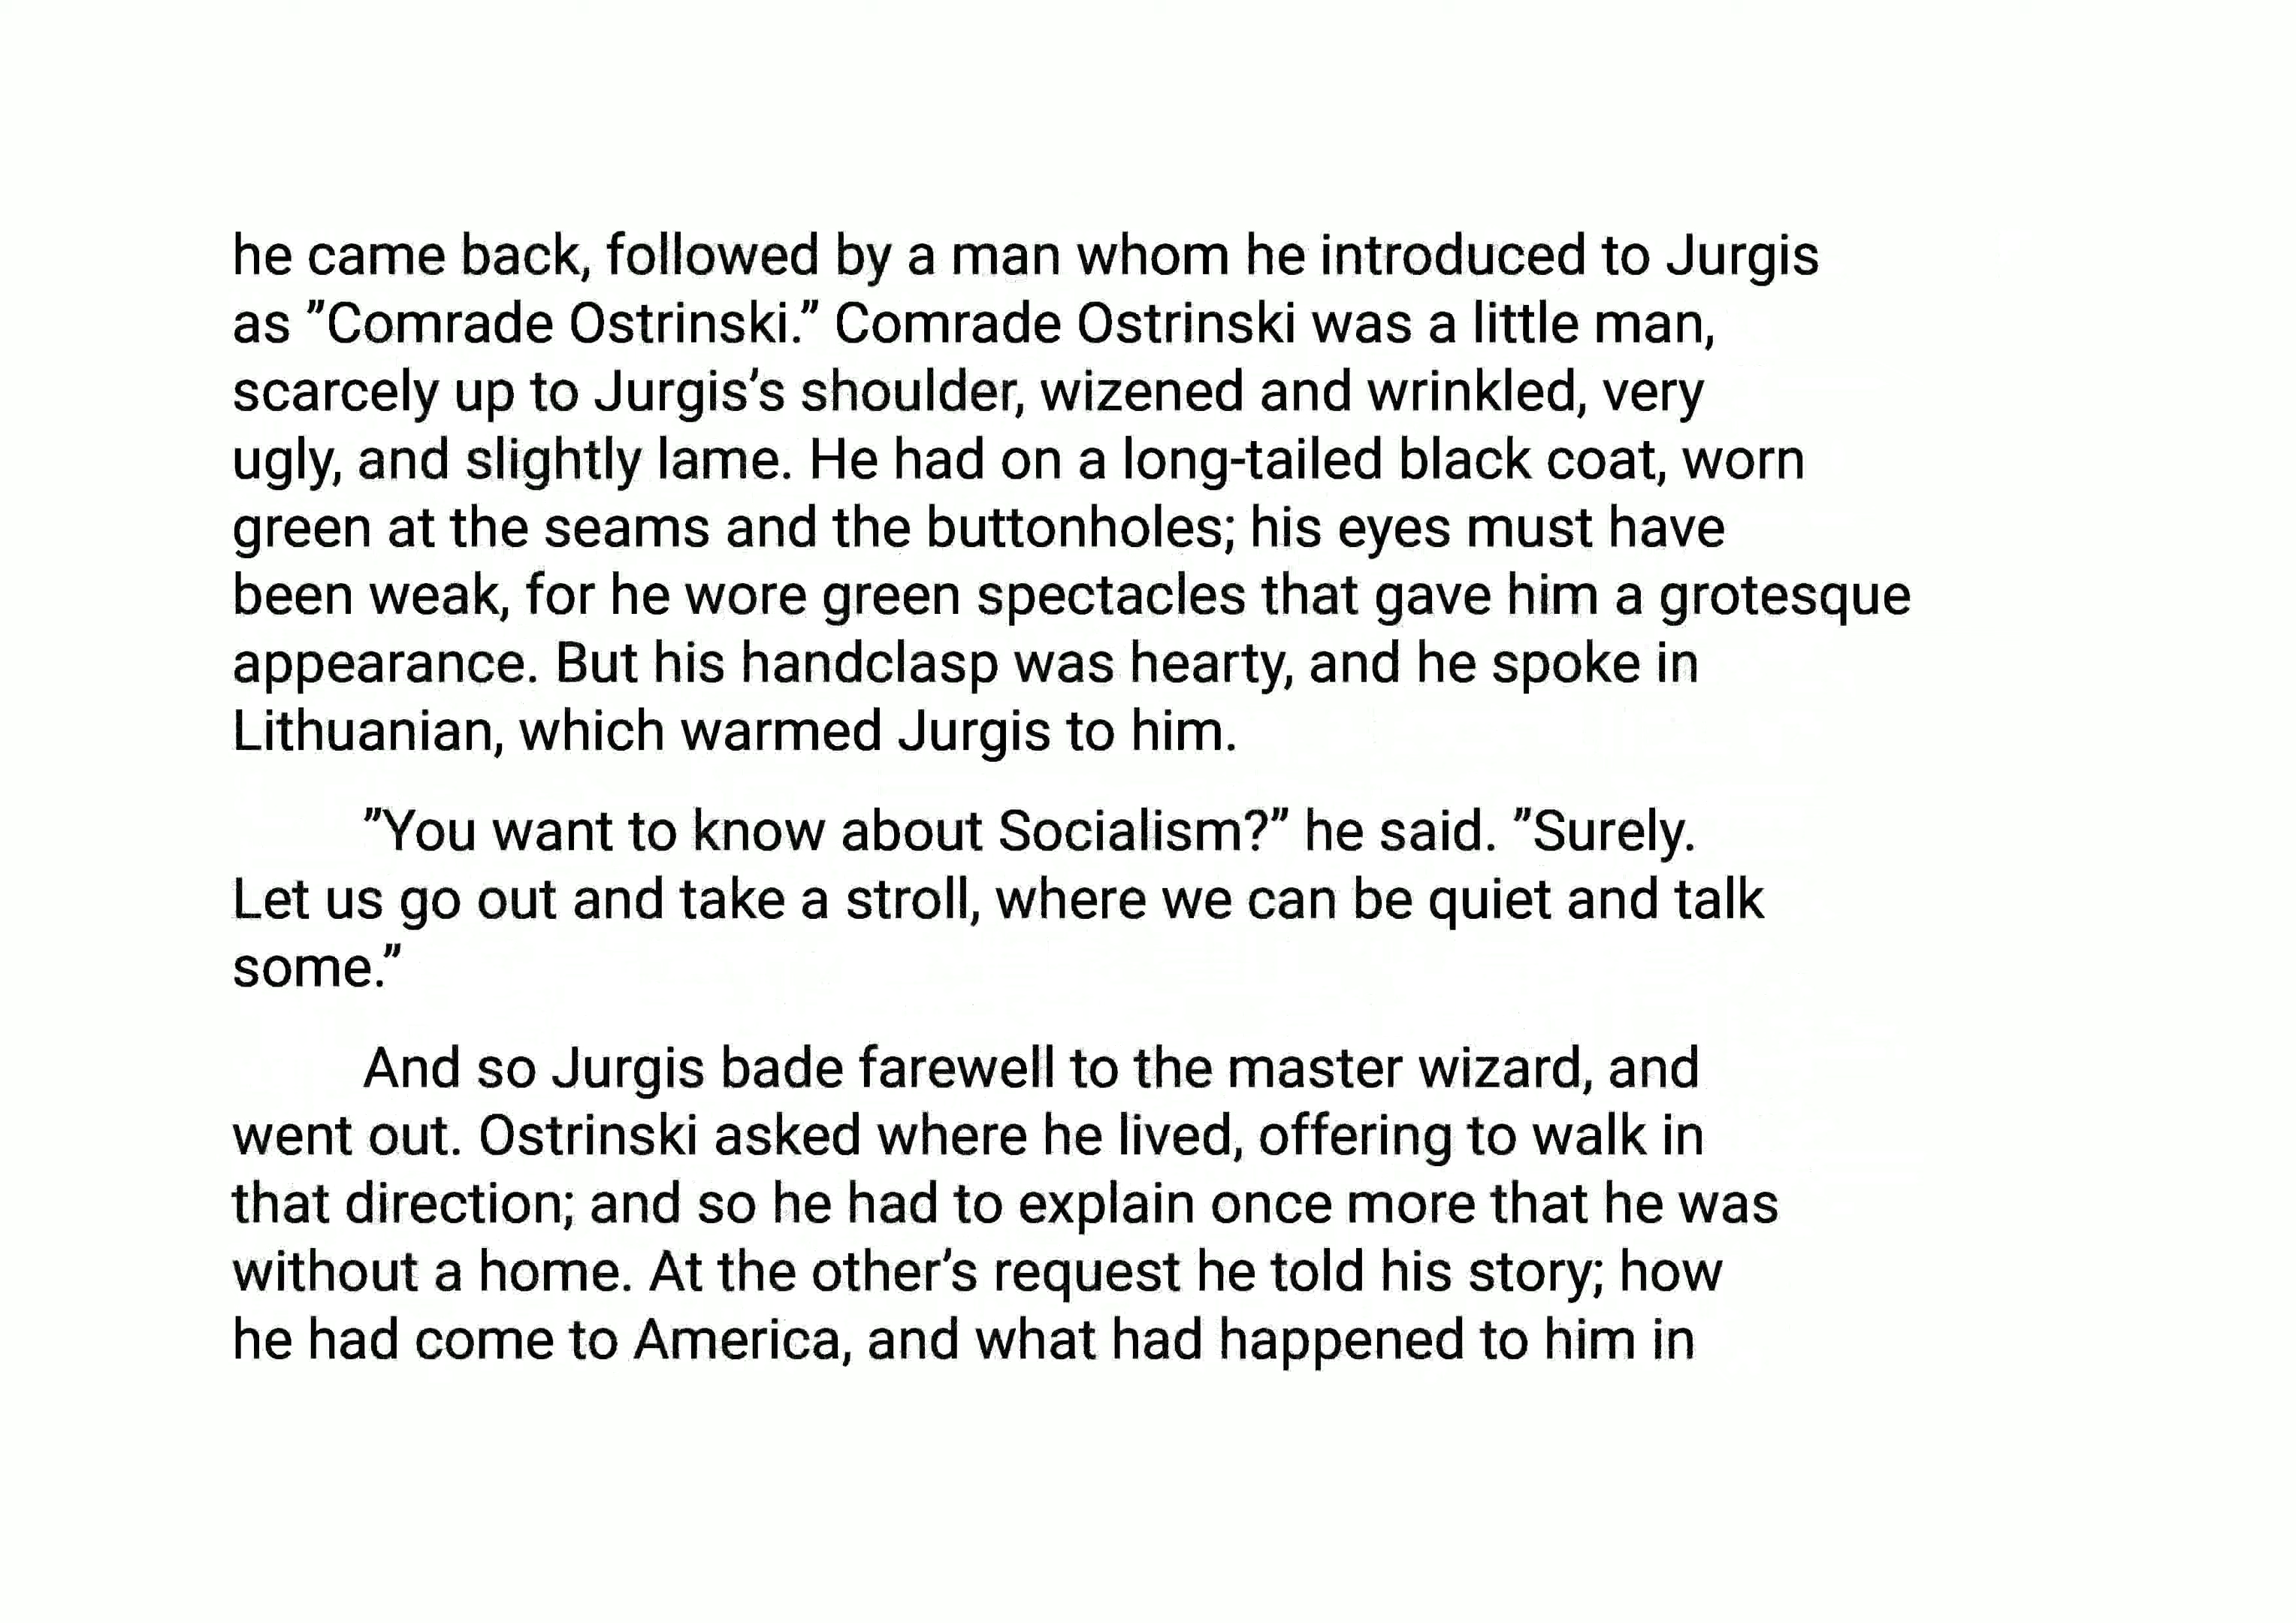 he came back, followed by a man whom he introduced to Jurgis
as ”Comrade Ostrinski.” Comrade Ostrinski was a little man,
scarcely up to Jurgis’s shoulder, wizened and wrinkled, very
ugly, and slightly lame. He had on a long-tailed black coat, worn
green at the seams and the buttonholes; his eyes must have
been weak, for he wore green spectacles that gave him a grotesque
appearance. But his handclasp was hearty, and he spoke in
Lithuanian, which warmed Jurgis to him.
”You want to know about Socialism?” he said. ”Surely.
Let us go out and take a stroll, where we can be quiet and talk
some.”
And so Jurgis bade farewell to the master wizard, and
went out. Ostrinski asked where he lived, offering to walk in
that direction; and so he had to explain once more that he was
without a home. At the other’s request he told his story; how
he had come to America, and what had happened to him in